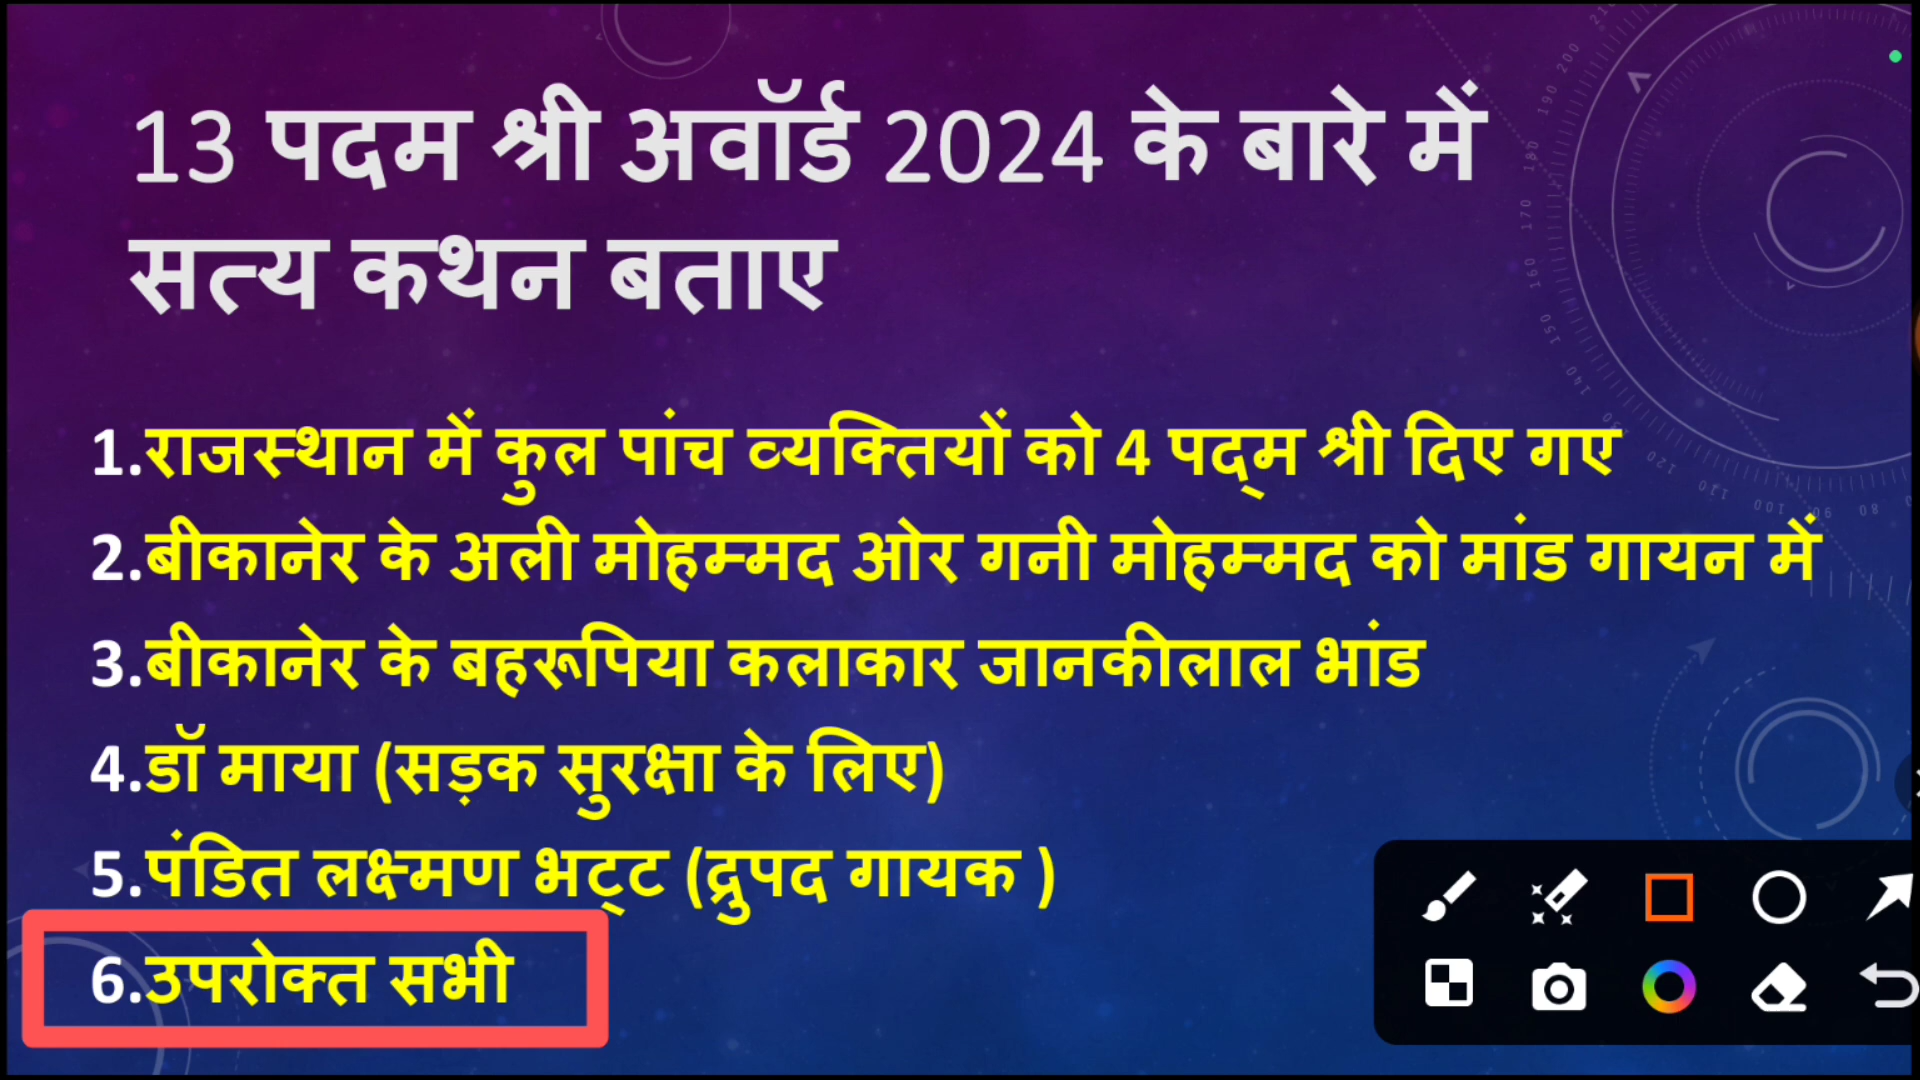 13 पदम श्री अवॉर्ड 2024 के बारे में
सत्य कथन बताए
1.राजस्थान में कुल पांच व्यक्तियों को 4 पद्म श्री दिए गए
2.बीकानेर के अली मोहम्मद ओर गनी मोहम्मद को मांड गायन में
3.बीकानेर के बहरूपिया कलाकार जानकीलाल भांड
4.डॉ माया (सड़क सुरक्षा के लिए)
5.पंडित लक्ष्मण भट्ट (द्रुपद गायक )
6.उपरोक्त सभी